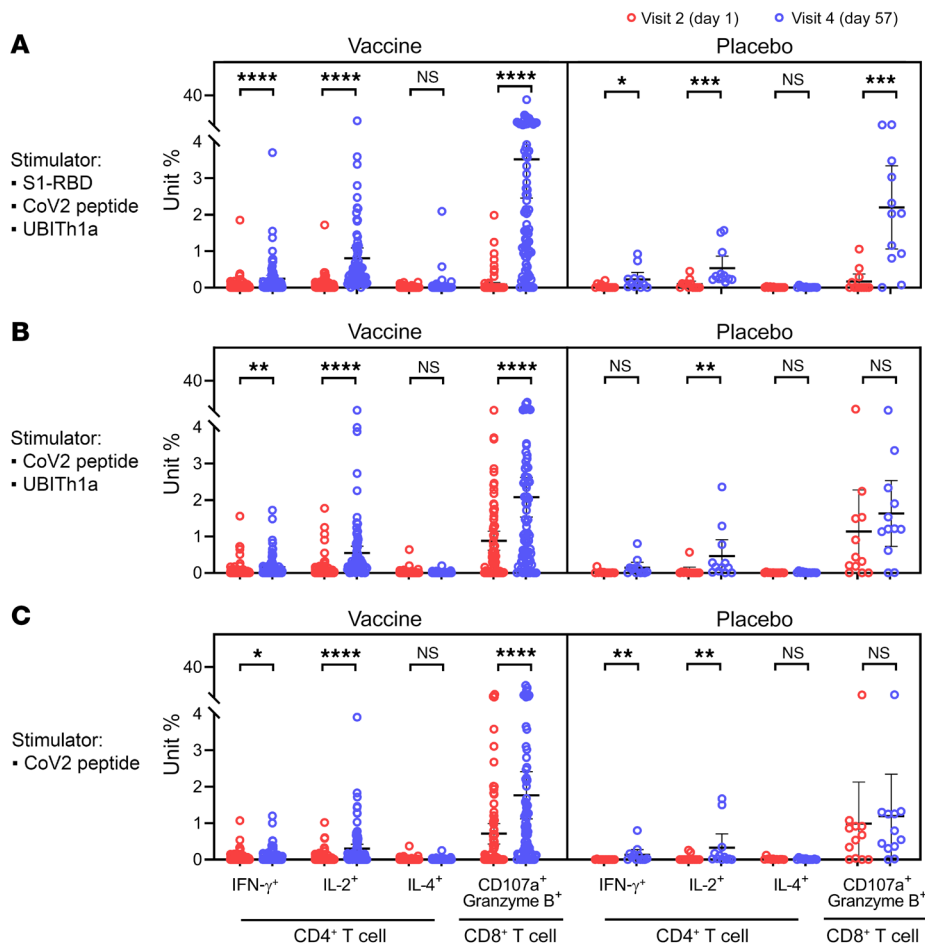 Visit 2 (day 1) Visit 4 (day 57)
A
Vaccine Placebo
**** **** NS **** * *** NS ***
Stimulator:
▪ S1-RBD
▪ CoV2 peptide
▪ UBITh1a
Unit %
40
4
3
2
1
0
B
Vaccine Placebo
** **** NS **** NS ** NS NS
Stimulator:
▪ CoV2 peptide
▪ UBITh1a
Unit %
40
4
3
2
1
0
C
Vaccine Placebo
* **** NS **** ** ** NS NS
Stimulator:
▪ CoV2 peptide
Unit %
40
4
3
2
1
0
IFN-γ⁺ IL-2⁺ IL-4⁺ CD107a⁺ IFN-γ⁺ IL-2⁺ IL-4⁺ CD107a⁺
Granzyme B⁺ Granzyme B⁺
CD4⁺ T cell CD8⁺ T cell CD4⁺ T cell CD8⁺ T cell